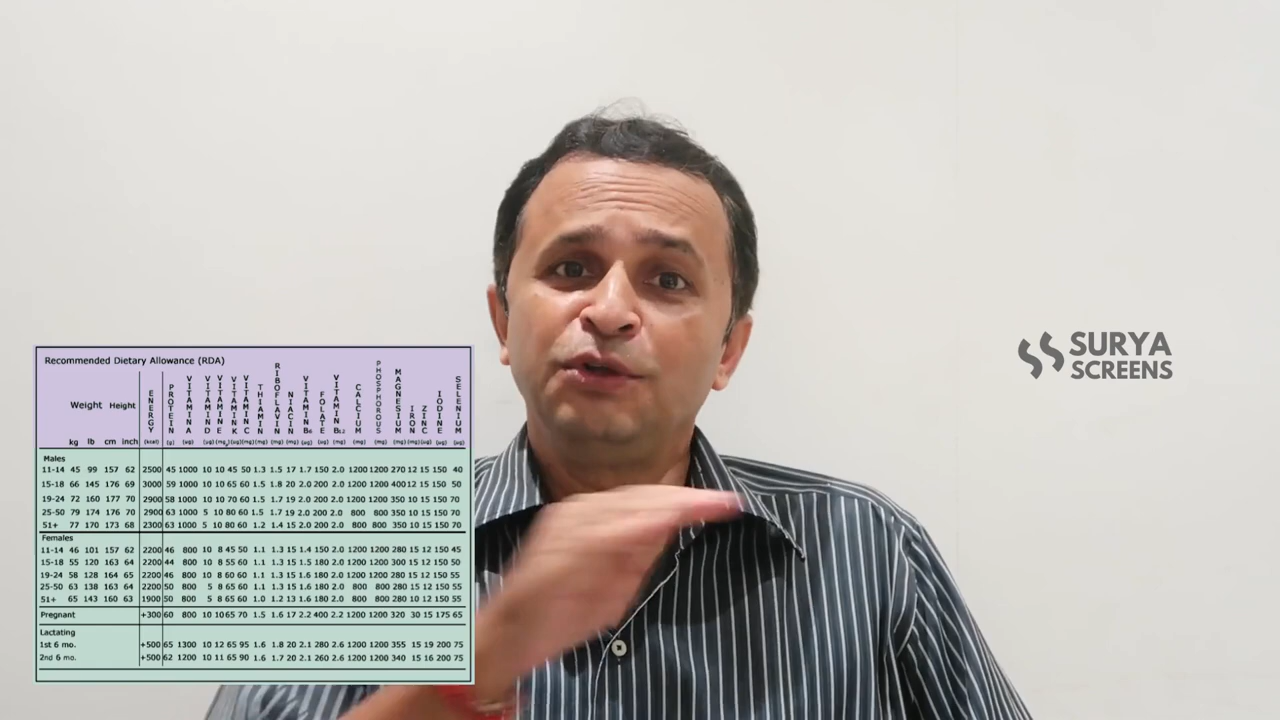 Recommended Dietary Allowance (RDA)
Weight Height ENERGY PROTEIN VITAMIN A VITAMIN D VITAMIN E VITAMIN K VITAMIN C THIAMIN RIBOFLAVIN NIACIN VITAMIN B6 FOLATE VITAMIN B12 CALCIUM PHOSPHOROUS MAGNESIUM IRON ZINC IODINE SELENIUM
kg lb cm inch (kcal) (g) (ug) (µg) (mg) (ug) (mg) (mg) (mg) (mg) (µg) (µg) (mg) (mg) (mg) (mg) (ug) (µg)
Males
11-14 45 99 157 62 2500 45 1000 10 10 45 50 1.3 1.5 17 1.7 150 2.0 1200 1200 270 12 15 150 40
15-18 66 145 176 69 3000 59 1000 10 10 65 60 1.5 1.8 20 2.0 200 2.0 1200 1200 400 12 15 150 50
19-24 72 160 177 70 2900 58 1000 10 10 70 60 1.5 1.7 19 2.0 200 2.0 1200 1200 350 10 15 150 70
25-50 79 174 176 70 2900 63 1000 5 10 80 60 1.5 1.7 19 2.0 200 2.0 800 800 350 10 15 150 70
51+ 77 170 173 68 2300 63 1000 5 10 80 60 1.2 1.4 15 2.0 200 2.0 800 800 350 10 15 150 70
Females
11-14 46 101 157 62 2200 46 800 10 8 45 50 1.1 1.3 15 1.4 150 2.0 1200 1200 280 15 12 150 45
15-18 55 120 163 64 2200 44 800 10 8 55 60 1.1 1.3 15 1.5 180 2.0 1200 1200 300 15 12 150 50
19-24 58 128 164 65 2200 46 800 10 8 60 60 1.1 1.3 15 1.6 180 2.0 1200 1200 280 15 12 150 55
25-50 63 138 163 64 2200 50 800 5 8 65 60 1.1 1.3 15 1.6 180 2.0 800 800 280 15 12 150 55
51+ 65 143 160 63 1900 50 800 5 8 65 60 1.0 1.2 13 1.6 180 2.0 800 800 280 10 12 150 55
Pregnant +300 60 800 10 10 65 70 1.5 1.6 17 2.2 400 2.2 1200 1200 320 30 15 175 65
Lactating
1st 6 mo. +500 65 1300 10 12 65 95 1.6 1.8 20 2.1 280 2.6 1200 1200 355 15 19 200 75
2nd 6 mo. +500 62 1200 10 11 65 90 1.6 1.7 20 2.1 260 2.6 1200 1200 340 15 16 200 75
SURYA
SCREENS